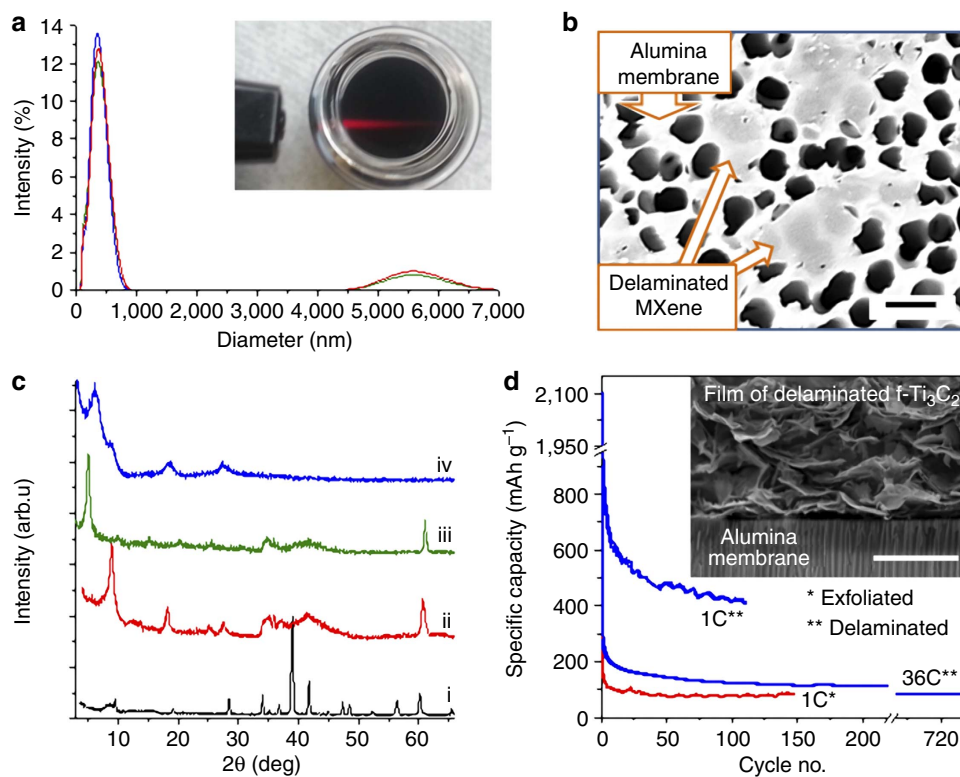 a
14
12
10
8
6
4
2
0
Intensity (%)
0 1,000 2,000 3,000 4,000 5,000 6,000 7,000
Diameter (nm)
b
Alumina
membrane
Delaminated
MXene
c
Intensity (arb.u)
iv
iii
ii
i
10 20 30 40 50 60
2θ (deg)
d
Specific capacity (mAh g⁻¹)
2,100
1,950
800
600
400
200
0
Film of delaminated f-Ti₃C₂
Alumina
membrane
* Exfoliated
** Delaminated
1C**
36C**
1C*
0 50 100 150 200 720
Cycle no.